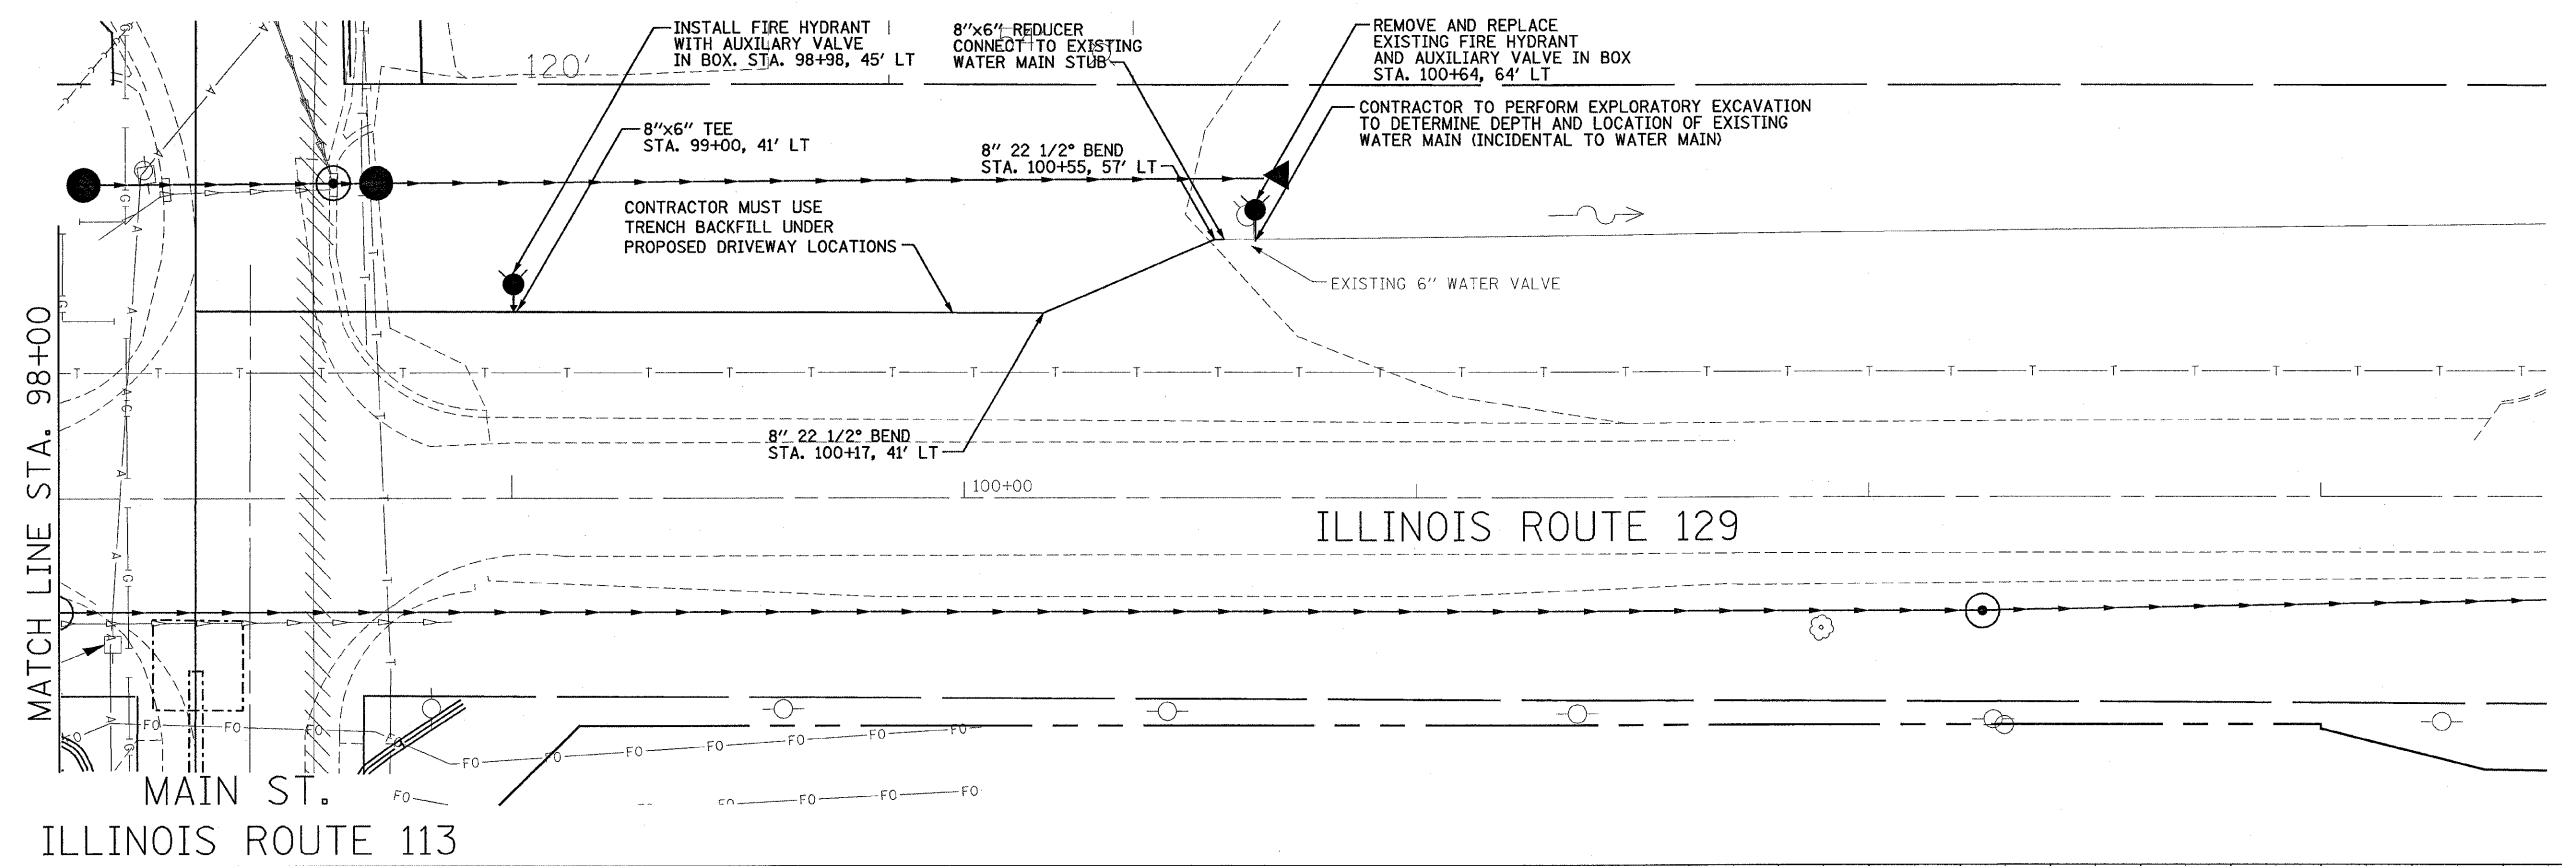 INSTALL FIRE HYDRANT
WITH AUXILARY VALVE
IN BOX. STA. 98+98, 45' LT
8"x6" REDUCER
CONNECT TO EXISTING
WATER MAIN STUB
REMOVE AND REPLACE
EXISTING FIRE HYDRANT
AND AUXILIARY VALVE IN BOX
STA. 100+64, 64' LT
120'
CONTRACTOR TO PERFORM EXPLORATORY EXCAVATION
TO DETERMINE DEPTH AND LOCATION OF EXISTING
WATER MAIN (INCIDENTAL TO WATER MAIN)
8"x6" TEE
STA. 99+00, 41' LT
8" 22 1/2° BEND
STA. 100+55, 57' LT
CONTRACTOR MUST USE
TRENCH BACKFILL UNDER
PROPOSED DRIVEWAY LOCATIONS
EXISTING 6" WATER VALVE
MATCH LINE STA. 98+00
8" 22 1/2° BEND
STA. 100+17, 41' LT
100+00
ILLINOIS ROUTE 129
MAIN ST.
ILLINOIS ROUTE 113